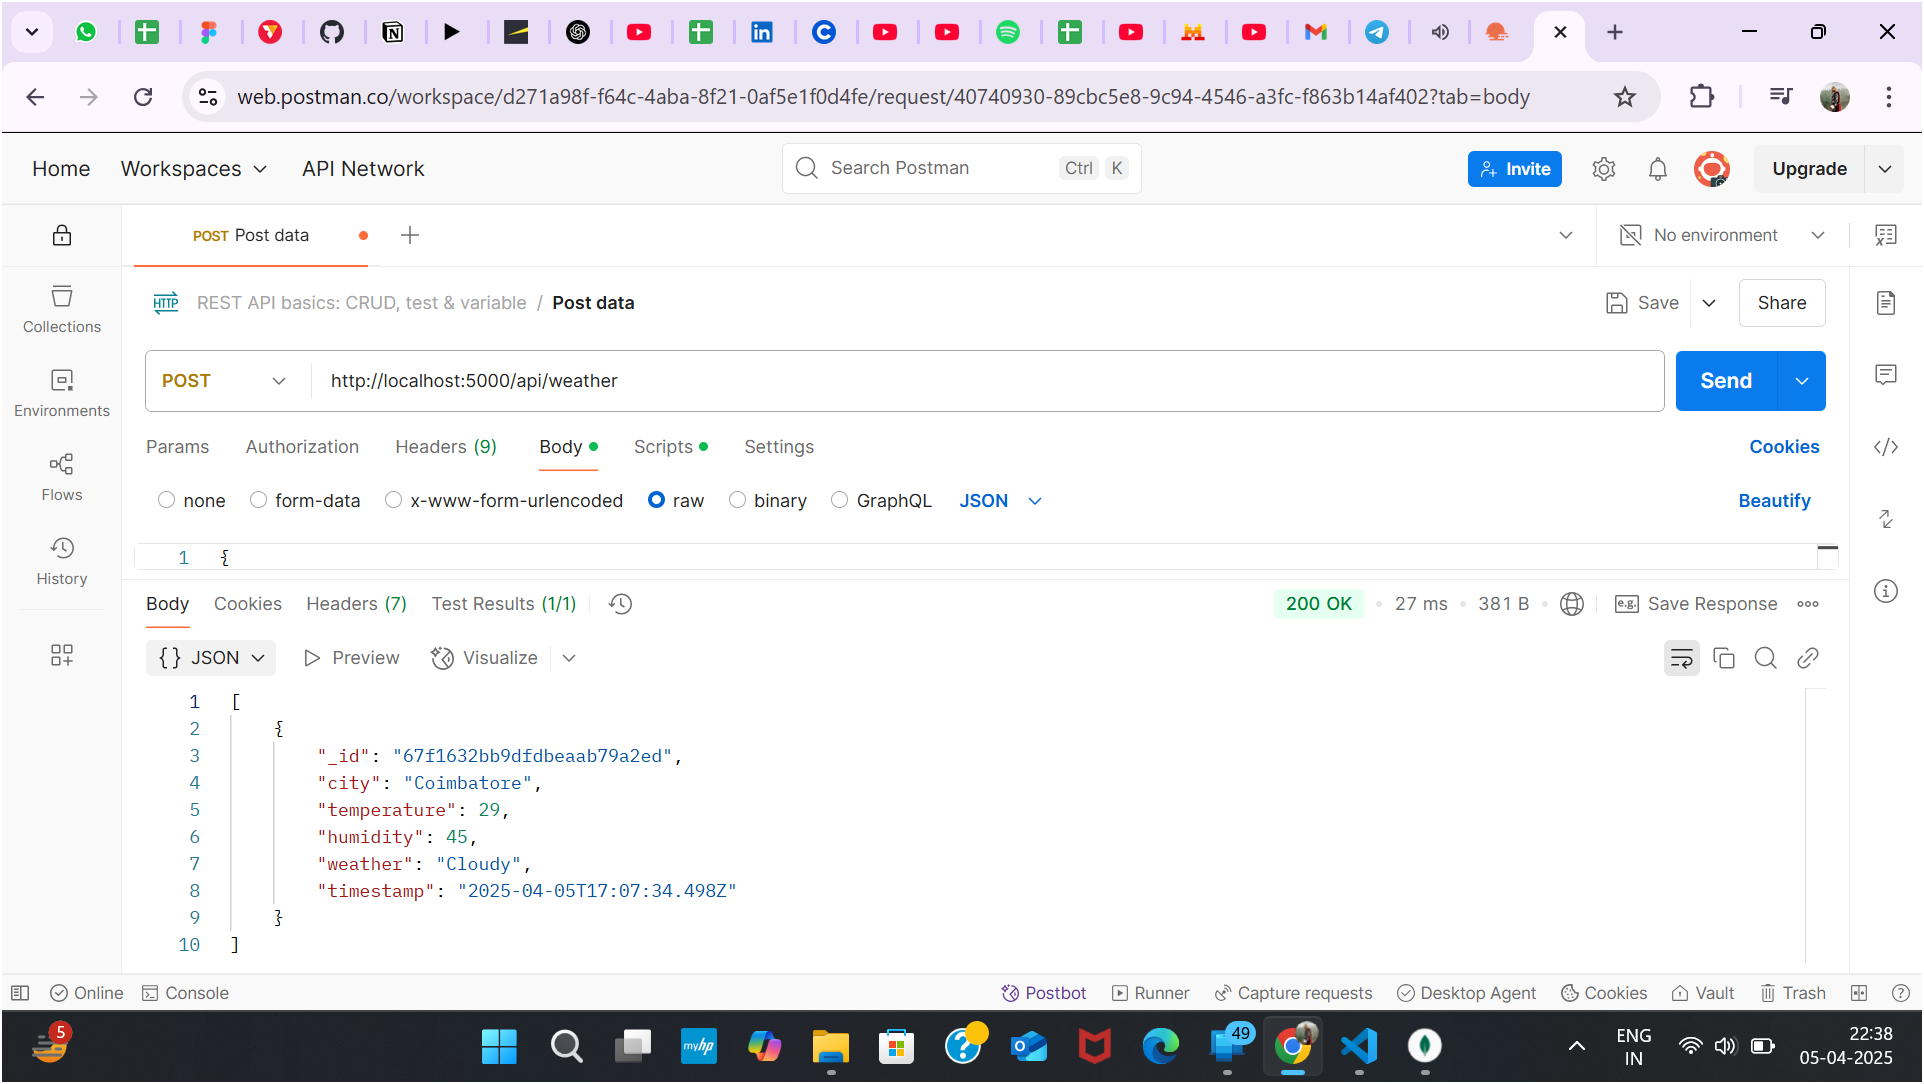 web.postman.co/workspace/d271a98f-f64c-4aba-8f21-0af5e1f0d4fe/request/40740930-89cbc5e8-9c94-4546-a3fc-f863b14af402?tab=body
Home Workspaces API Network Search Postman Ctrl K Invite Upgrade
POST Post data No environment
HTTP REST API basics: CRUD, test & variable / Post data Save Share
Collections
POST http://localhost:5000/api/weather Send
Environments
Params Authorization Headers (9) Body Scripts Settings Cookies
Flows
none form-data x-www-form-urlencoded raw binary GraphQL JSON Beautify
1 {
History
Body Cookies Headers (7) Test Results (1/1) 200 OK 27 ms 381 B e.g. Save Response
{} JSON Preview Visualize
1 [
2 {
3 "_id": "67f1632bb9dfdbeaab79a2ed",
4 "city": "Coimbatore",
5 "temperature": 29,
6 "humidity": 45,
7 "weather": "Cloudy",
8 "timestamp": "2025-04-05T17:07:34.498Z"
9 }
10 ]
Online Console Postbot Runner Capture requests Desktop Agent Cookies Vault Trash
5 myhp 49 ENG 22:38
IN 05-04-2025